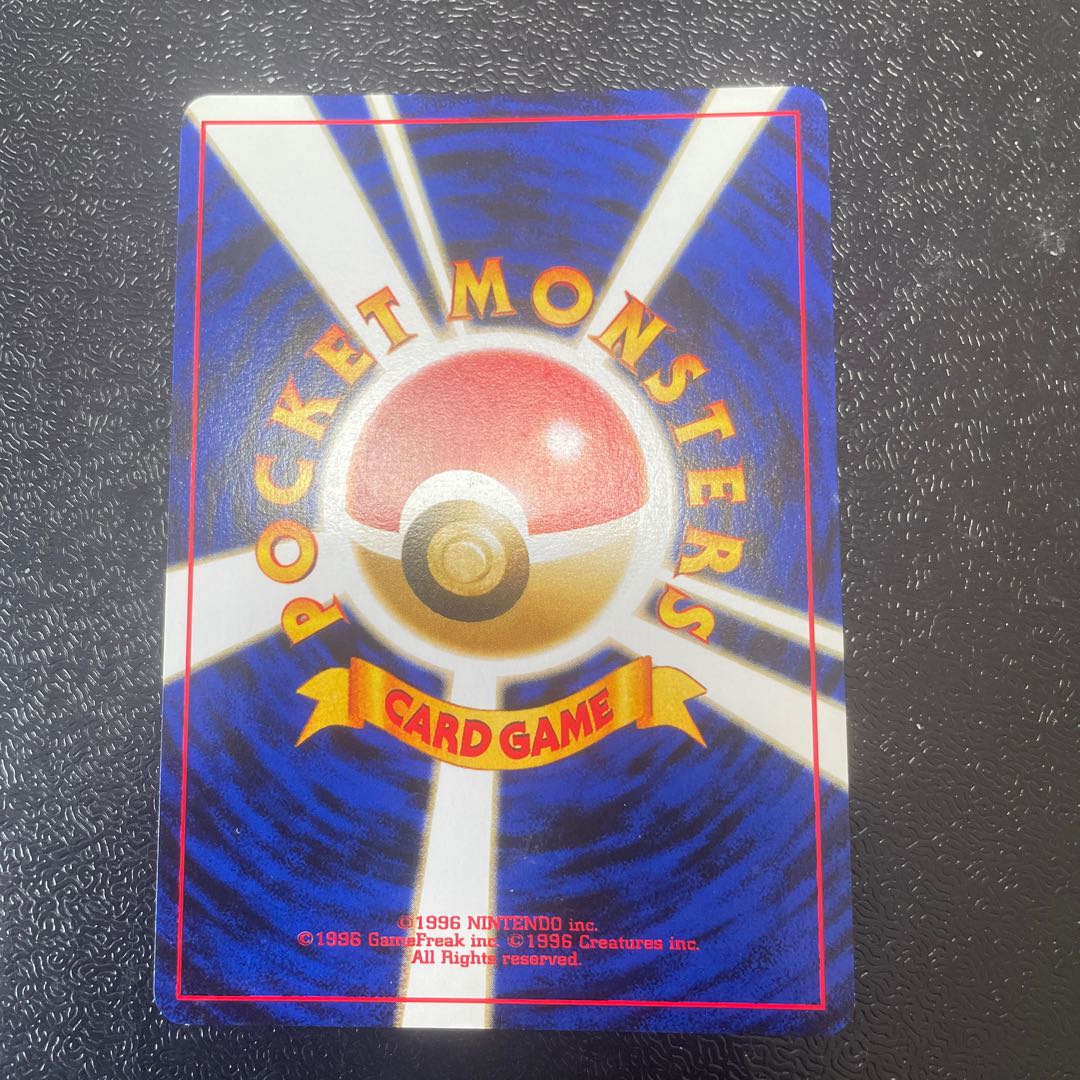 POCKET MONSTERS
CARD GAME
©1996 NINTENDO inc.
©1996 GameFreak inc. ©1996 Creatures inc.
All Rights reserved.